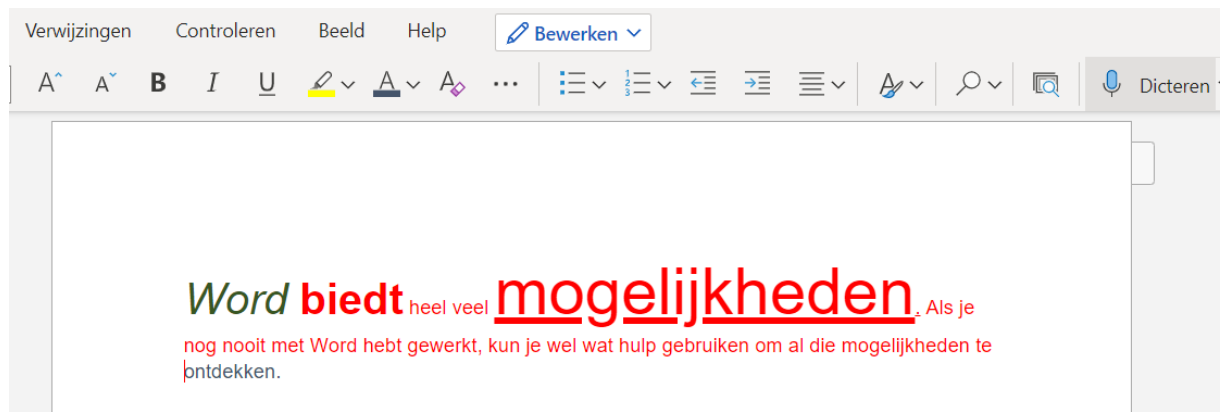 Verwijzingen Controleren Beeld Help Bewerken
A A B I U A A ... Dicteren
Word biedt heel veel mogelijkheden. Als je
nog nooit met Word hebt gewerkt, kun je wel wat hulp gebruiken om al die mogelijkheden te
ontdekken.